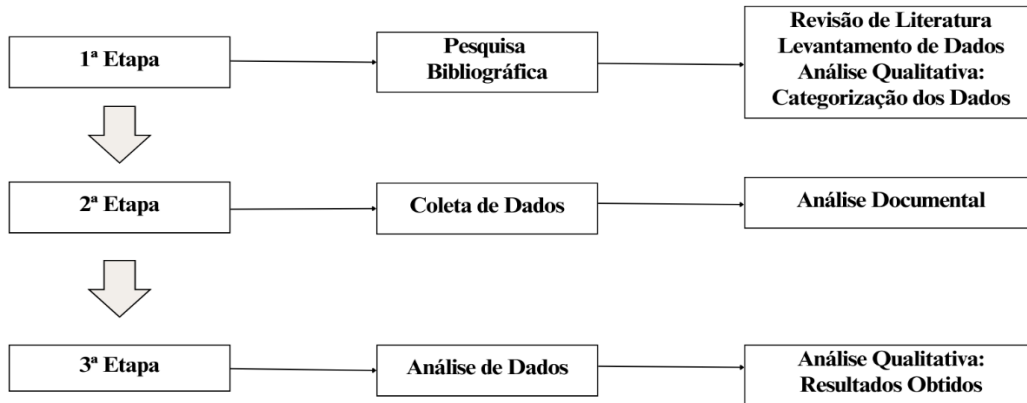 1ª Etapa
Pesquisa
Bibliográfica
Revisão de Literatura
Levantamento de Dados
Análise Qualitativa:
Categorização dos Dados
2ª Etapa
Coleta de Dados
Análise Documental
3ª Etapa
Análise de Dados
Análise Qualitativa:
Resultados Obtidos